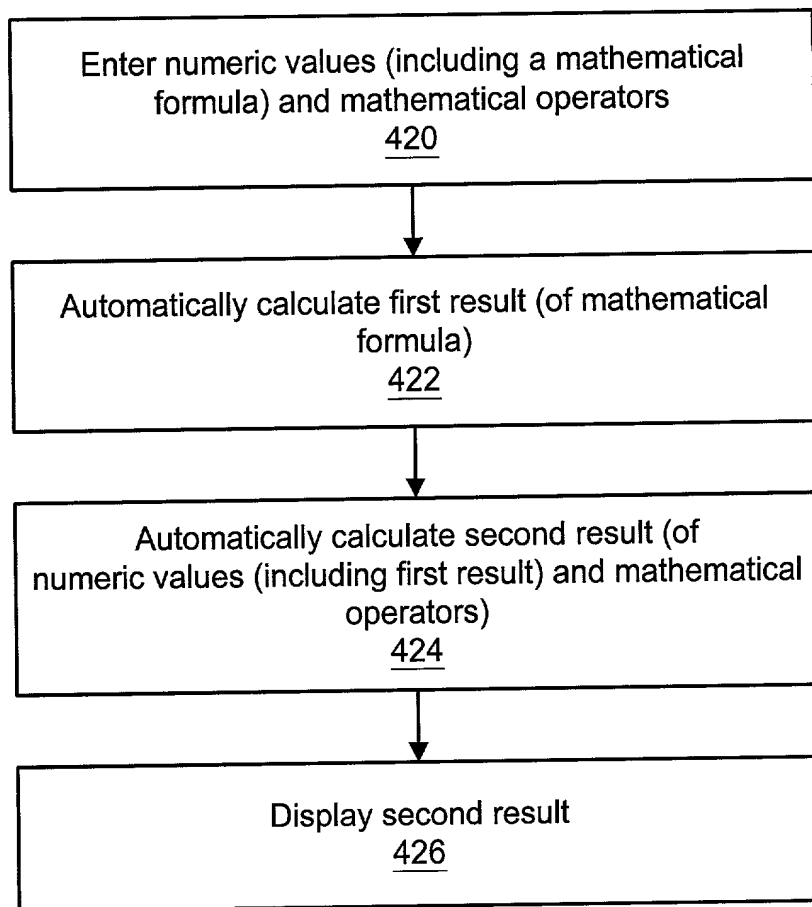 Enter numeric values (including a mathematical
formula) and mathematical operators
420
Automatically calculate first result (of mathematical
formula)
422
Automatically calculate second result (of
numeric values (including first result) and mathematical
operators)
424
Display second result
426